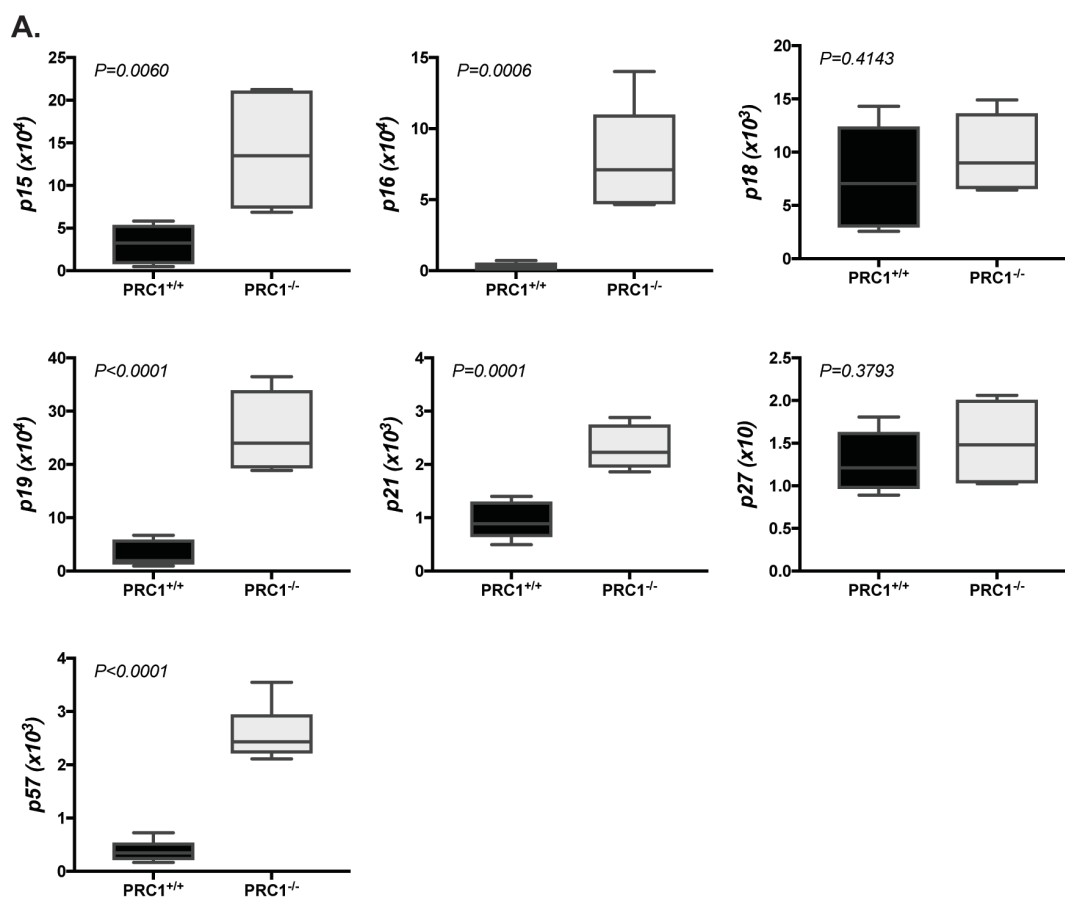 A.
25
20
15
10
5
0
p15 (x10⁴)
P=0.0060
PRC1⁺/⁺
PRC1⁻/⁻
15
10
5
0
p16 (x10⁴)
P=0.0006
PRC1⁺/⁺
PRC1⁻/⁻
20
15
10
5
0
p18 (x10³)
P=0.4143
PRC1⁺/⁺
PRC1⁻/⁻
40
30
20
10
0
p19 (x10⁴)
P<0.0001
PRC1⁺/⁺
PRC1⁻/⁻
4
3
2
1
0
p21 (x10³)
P=0.0001
PRC1⁺/⁺
PRC1⁻/⁻
2.5
2.0
1.5
1.0
0.5
0.0
p27 (x10)
P=0.3793
PRC1⁺/⁺
PRC1⁻/⁻
4
3
2
1
0
p57 (x10³)
P<0.0001
PRC1⁺/⁺
PRC1⁻/⁻